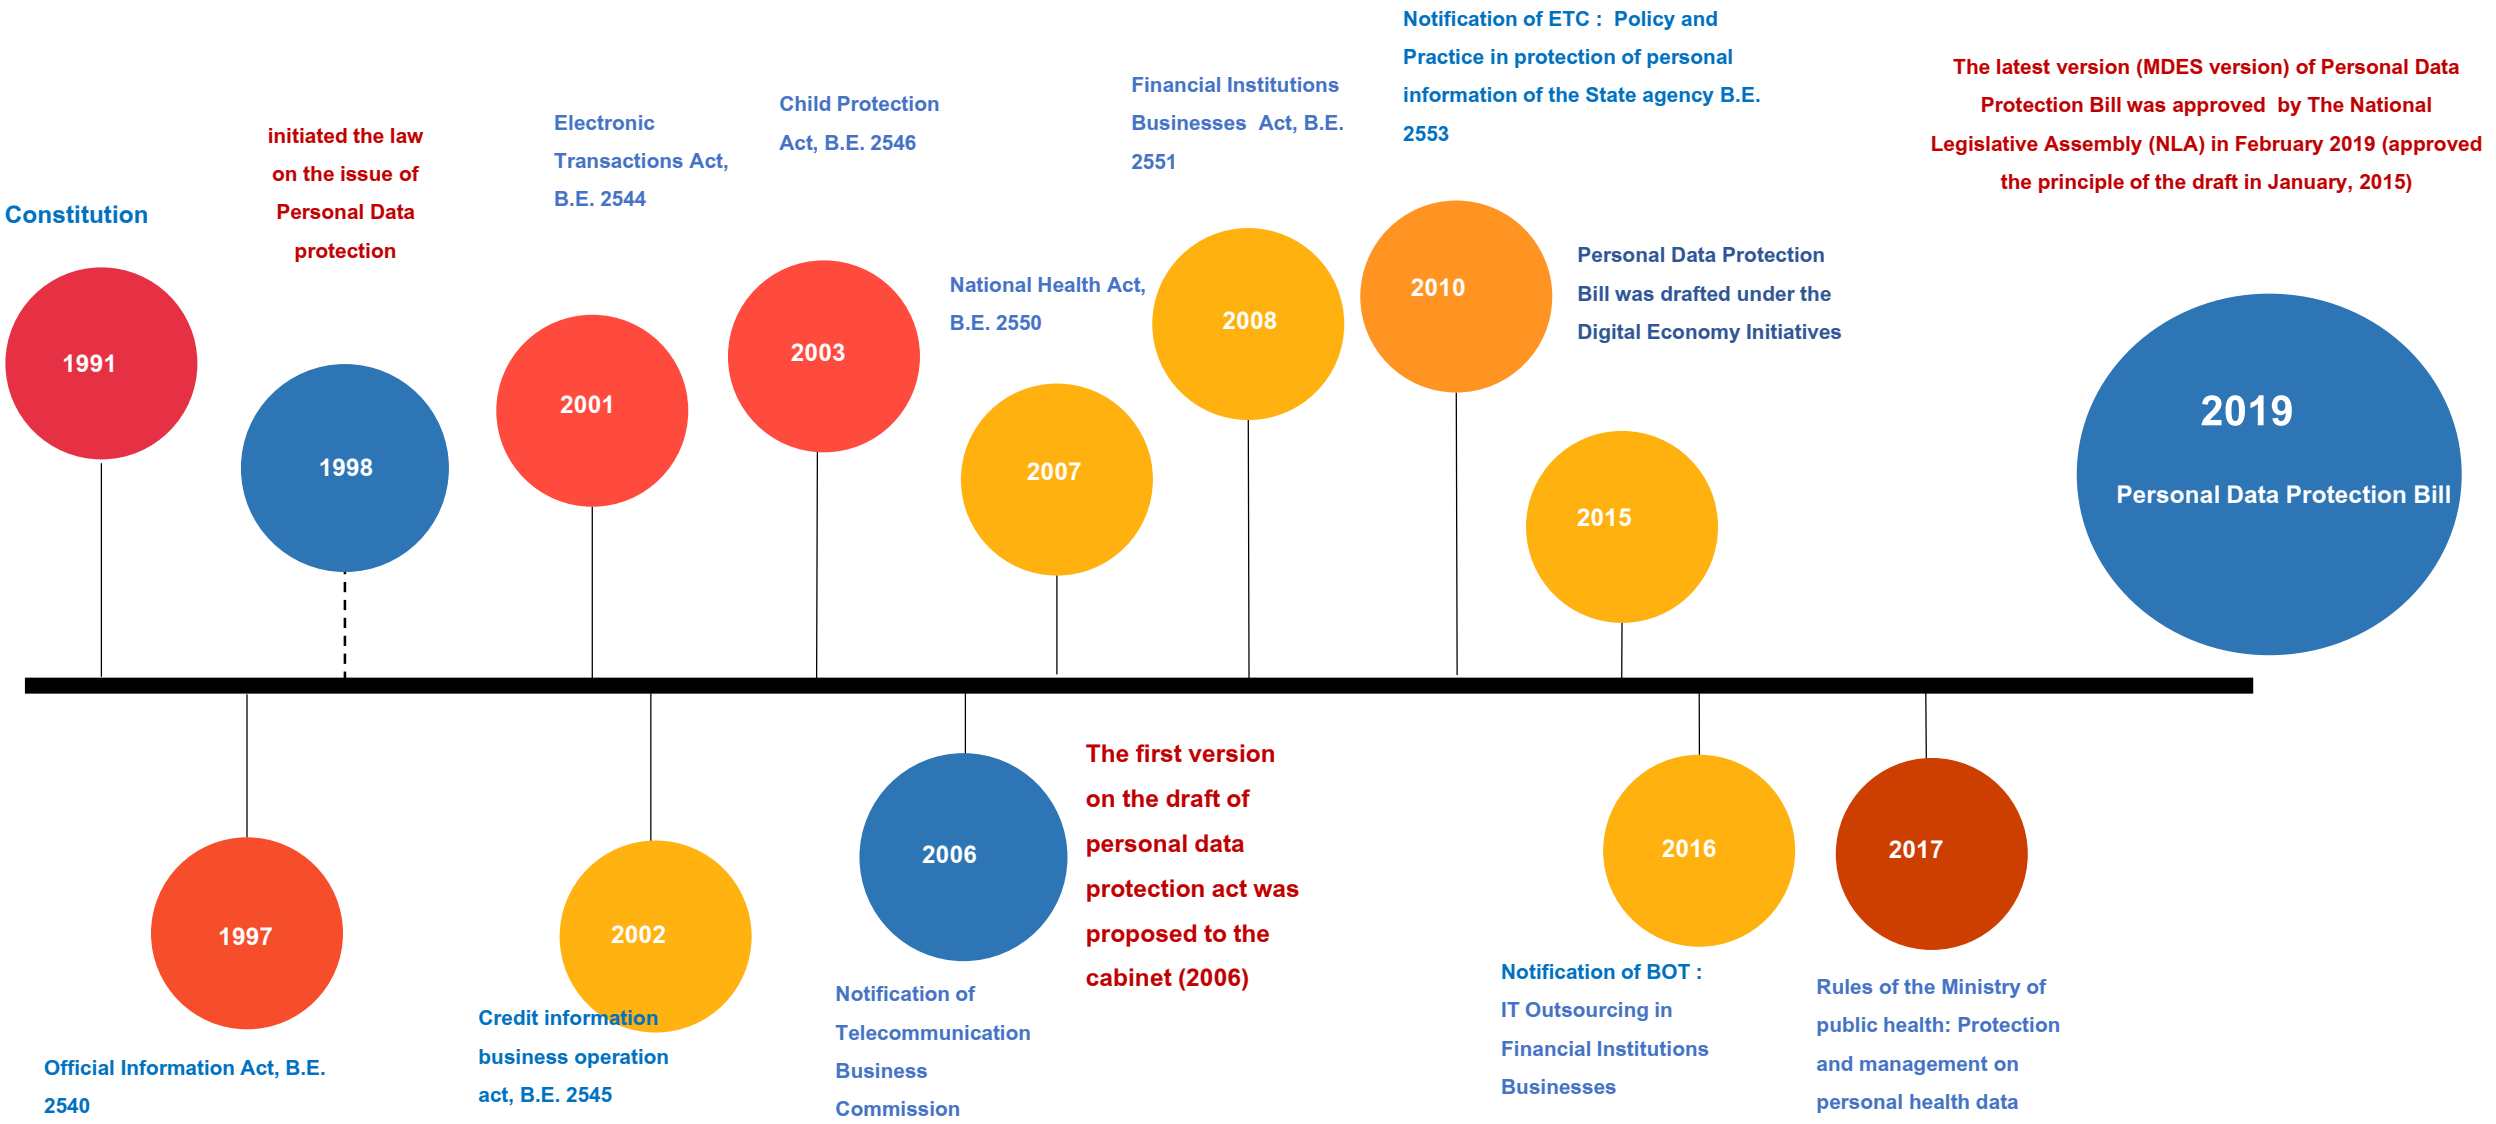 Notification of ETC :  Policy and
Practice in protection of personal
information of the State agency B.E.
2553
The latest version (MDES version) of Personal Data
Protection Bill was approved  by The National
Legislative Assembly (NLA) in February 2019 (approved
the principle of the draft in January, 2015)
Financial Institutions
Businesses  Act, B.E.
2551
Child Protection
Act, B.E. 2546
Electronic
Transactions Act,
B.E. 2544
initiated the law
on the issue of
Personal Data
protection
Constitution
National Health Act,
B.E. 2550
Personal Data Protection
Bill was drafted under the
Digital Economy Initiatives
1991
1998
2001
2003
2007
2008
2010
2015
2019
Personal Data Protection Bill
1997
Official Information Act, B.E.
2540
2002
Credit information
business operation
act, B.E. 2545
2006
Notification of
Telecommunication
Business
Commission
The first version
on the draft of
personal data
protection act was
proposed to the
cabinet (2006)
2016
Notification of BOT :
IT Outsourcing in
Financial Institutions
Businesses
2017
Rules of the Ministry of
public health: Protection
and management on
personal health data